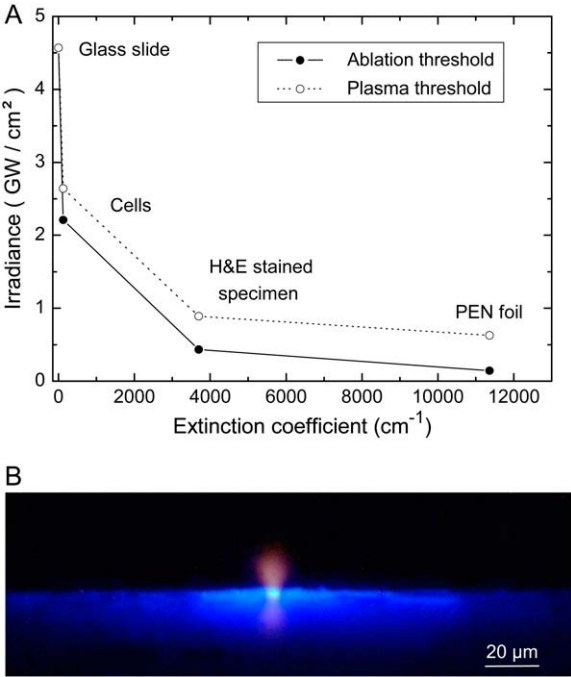 A
5
4
3
2
1
0
Irradiance ( GW / cm²)
Glass slide
Ablation threshold
Plasma threshold
Cells
H&E stained
specimen
PEN foil
0 2000 4000 6000 8000 10000 12000
Extinction coefficient (cm⁻¹)
B
20 µm